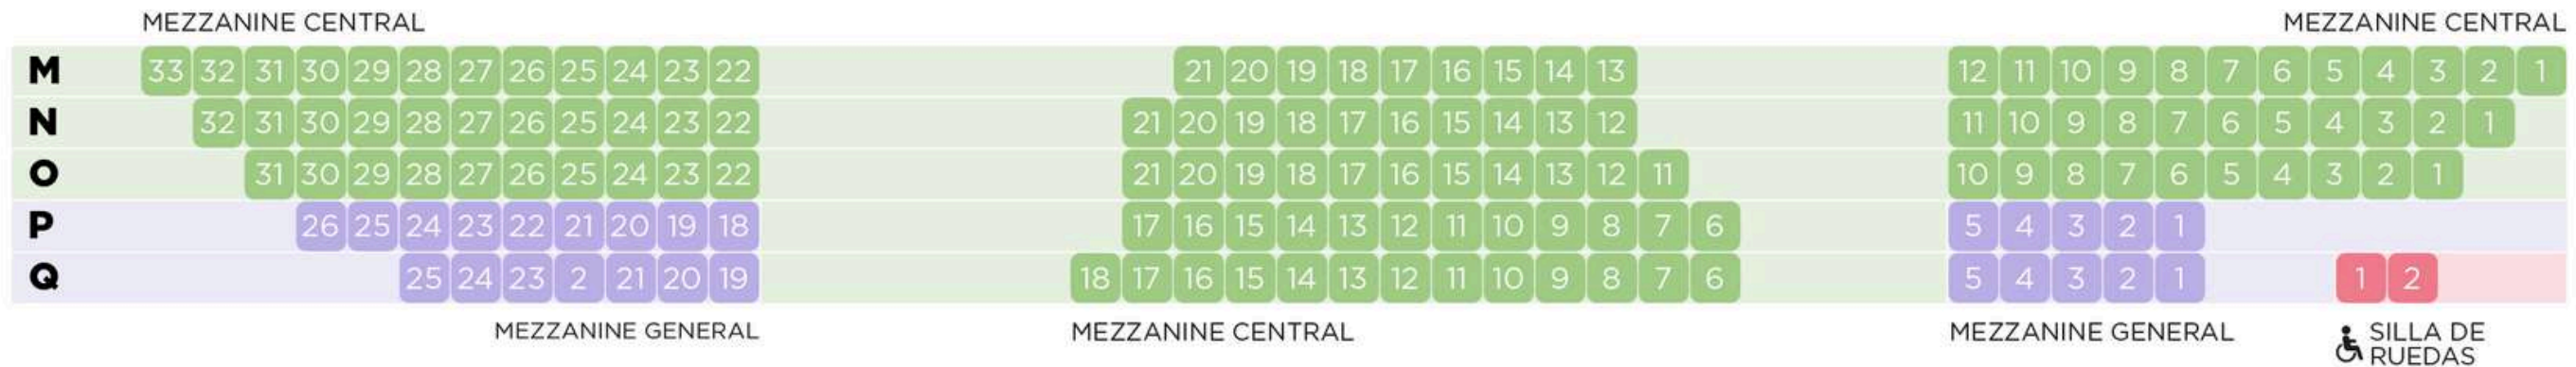 MEZZANINE CENTRAL MEZZANINE CENTRAL
M 33 32 31 30 29 28 27 26 25 24 23 22 21 20 19 18 17 16 15 14 13 12 11 10 9 8 7 6 5 4 3 2 1
N 32 31 30 29 28 27 26 25 24 23 22 21 20 19 18 17 16 15 14 13 12 11 10 9 8 7 6 5 4 3 2 1
O 31 30 29 28 27 26 25 24 23 22 21 20 19 18 17 16 15 14 13 12 11 10 9 8 7 6 5 4 3 2 1
P 26 25 24 23 22 21 20 19 18 17 16 15 14 13 12 11 10 9 8 7 6 5 4 3 2 1
Q 25 24 23 2 21 20 19 18 17 16 15 14 13 12 11 10 9 8 7 6 5 4 3 2 1 1 2
MEZZANINE GENERAL MEZZANINE CENTRAL MEZZANINE GENERAL SILLA DE
RUEDAS